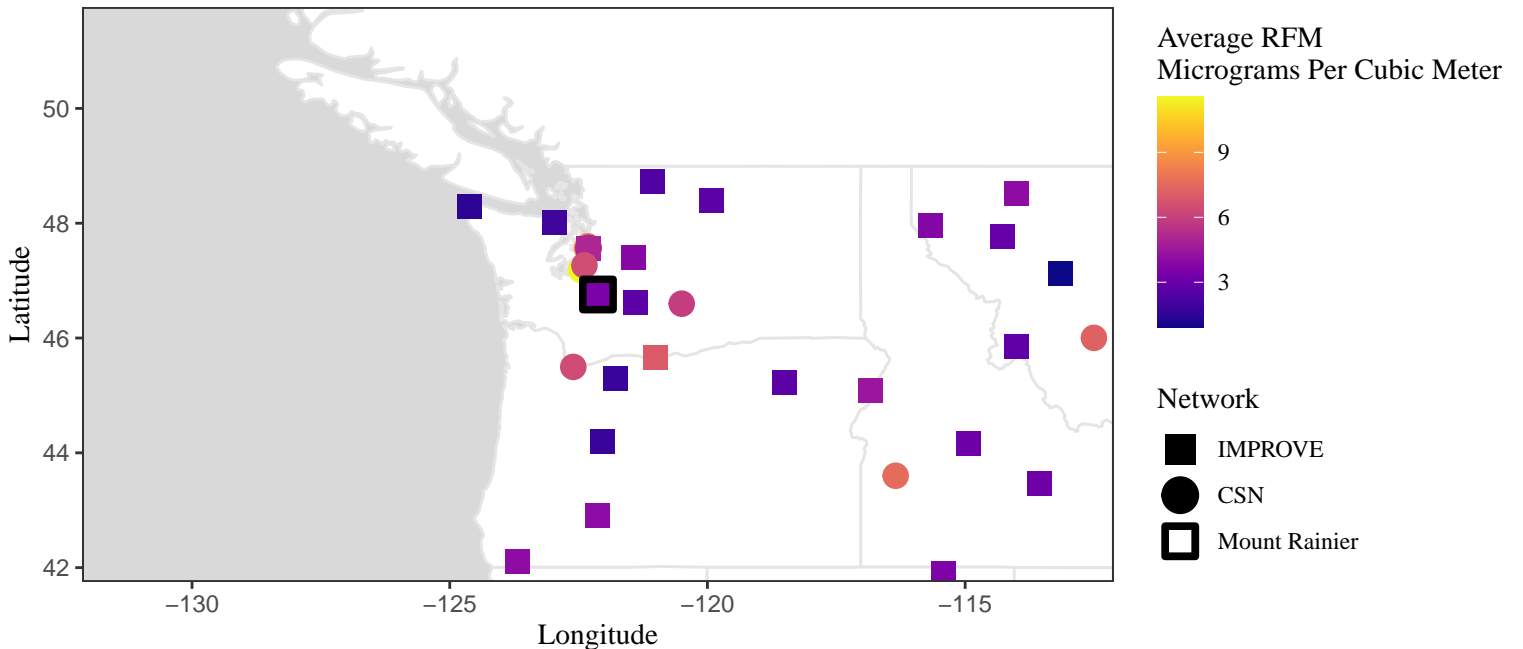 50
48
46
44
42
Latitude
−130
−125
−120
−115
Longitude
Average RFM
Micrograms Per Cubic Meter
9
6
3
Network
IMPROVE
CSN
Mount Rainier